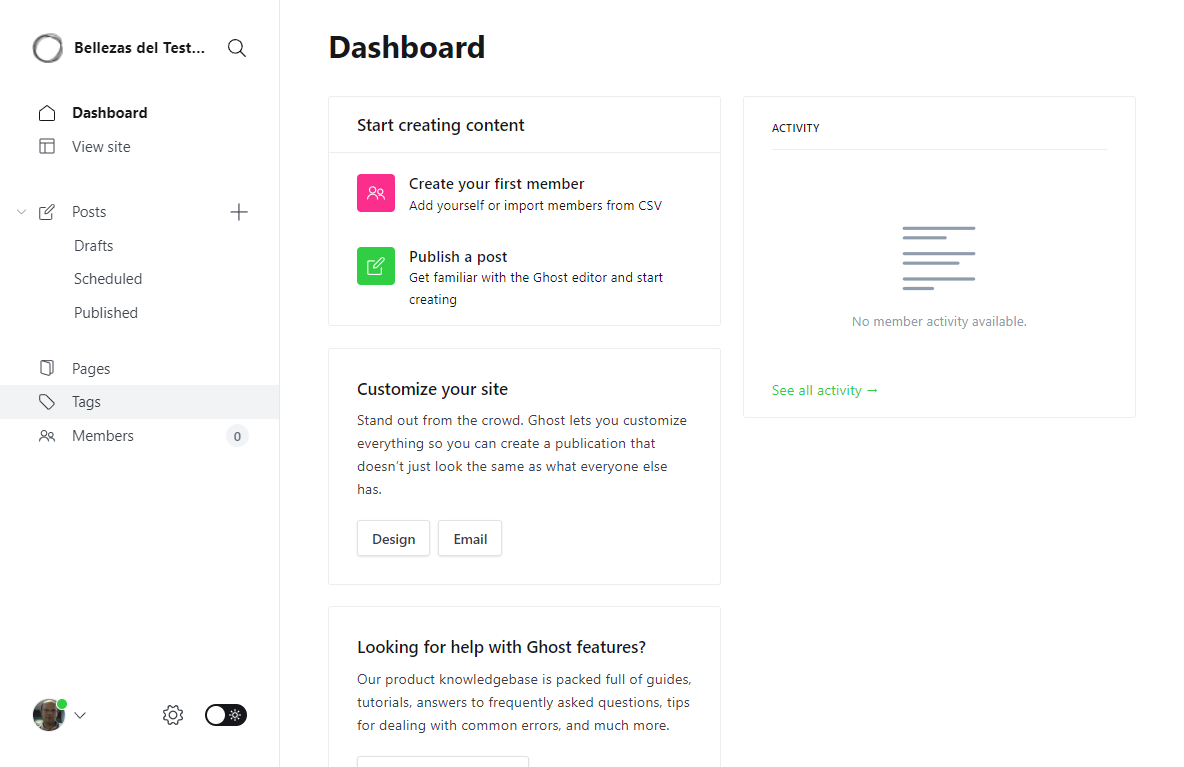 Bellezas del Test...
Dashboard
View site
Posts
Drafts
Scheduled
Published
Pages
Tags
Members
0
Dashboard
Start creating content
Create your first member
Add yourself or import members from CSV
Publish a post
Get familiar with the Ghost editor and start
creating
Customize your site
Stand out from the crowd. Ghost lets you customize
everything so you can create a publication that
doesn’t just look the same as what everyone else
has.
Design
Email
Looking for help with Ghost features?
Our product knowledgebase is packed full of guides,
tutorials, answers to frequently asked questions, tips
for dealing with common errors, and much more.
ACTIVITY
No member activity available.
See all activity →